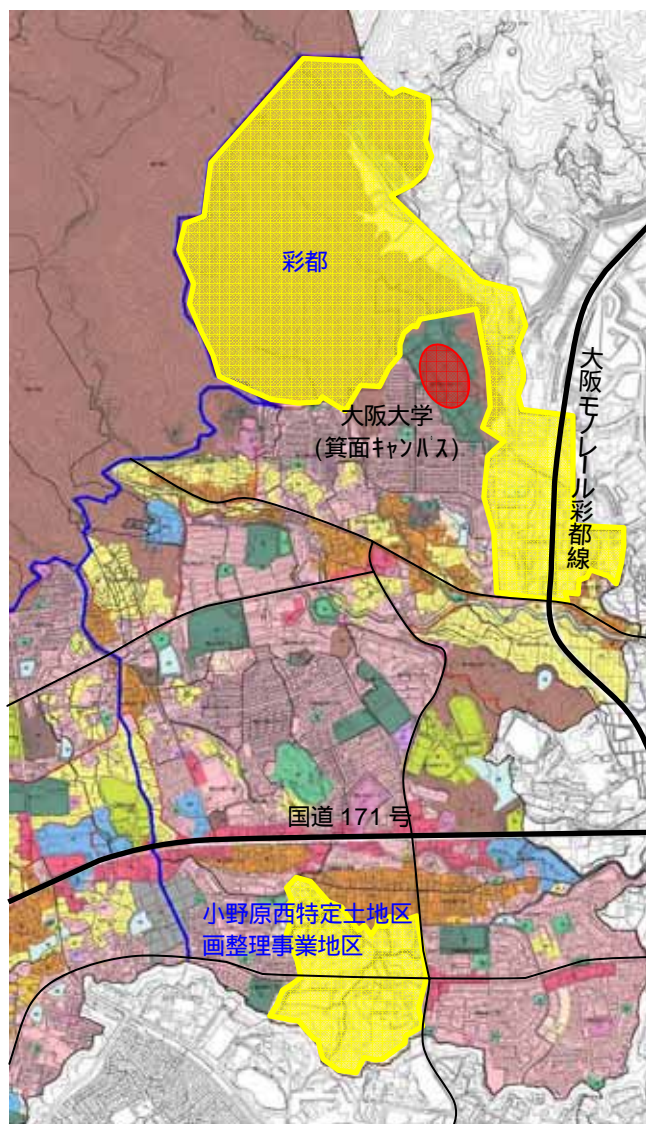 彩都
大阪大学
(箕面ｷｬﾝﾊﾟｽ)
大阪モノレール彩都線
国道 171 号
小野原西特定土地区
画整理事業地区